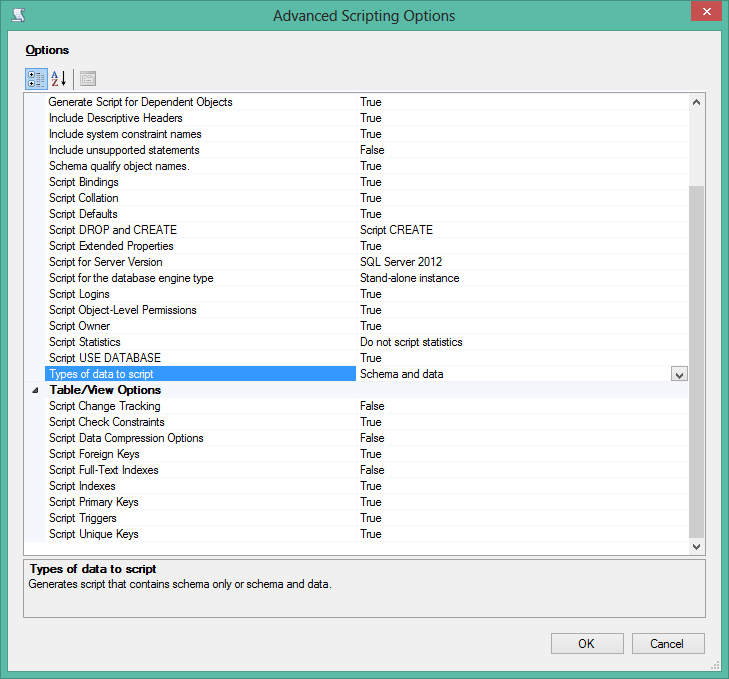 Advanced Scripting Options
Options
Generate Script for Dependent Objects True
Include Descriptive Headers True
Include system constraint names True
Include unsupported statements False
Schema qualify object names. True
Script Bindings True
Script Collation True
Script Defaults True
Script DROP and CREATE Script CREATE
Script Extended Properties True
Script for Server Version SQL Server 2012
Script for the database engine type Stand-alone instance
Script Logins True
Script Object-Level Permissions True
Script Owner True
Script Statistics Do not script statistics
Script USE DATABASE True
Types of data to script Schema and data
Table/View Options
Script Change Tracking False
Script Check Constraints True
Script Data Compression Options False
Script Foreign Keys True
Script Full-Text Indexes False
Script Indexes True
Script Primary Keys True
Script Triggers True
Script Unique Keys True
Types of data to script
Generates script that contains schema only or schema and data.
OK Cancel